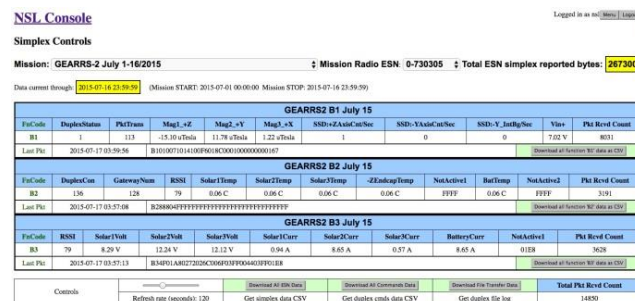 NSL Console
Logged in as nsl Menu Logo
Simplex Controls
Mission: GEARRS-2 July 1-16/2015 Mission Radio ESN: 0-730305 Total ESN simplex reported bytes: 267300
Data current through: 2015-07-16 23:59:59 (Mission START: 2015-07-01 00:00:00 Mission STOP: 2015-07-16 23:59:59)
GEARRS2 B1 July 15
FnCode DuplexStatus PktTrans Mag1_+Z Mag2_+Y Mag3_+X SSD:+ZAxisCnt/Sec SSD:-YAxisCnt/Sec SSD:-Y_IntBg/Sec Vin+ Pkt Rcvd Count
B1 1 113 -15.10 uTesla 11.78 uTesla 1.22 uTesla 1 0 0 7.02 V 8031
Last Pkt 2015-07-17 03:59:56 Download all function 'B1' data as CSV
GEARRS2 B2 July 15
FnCode DuplexCon GatewayNum RSSI Solar1Temp Solar2Temp Solar3Temp -ZEndcapTemp NotActive1 BatTemp NotActive2 Pkt Rcvd Count
B2 136 128 79 0.06 C 0.06 C 0.06 C 0.06 C FFFF 0.06 C FFFF 3191
Last Pkt 2015-07-17 03:57:08 Download all function 'B2' data as CSV
GEARRS2 B3 July 15
FnCode RSSI Solar1Volt Solar2Volt Solar3Volt Solar1Curr Solar2Curr Solar3Curr BatteryCurr NotActive1 Pkt Rcvd Count
B3 79 8.29 V 12.24 V 12.12 V 0.94 A 8.65 A 0.57 A 8.65 A 01E8 3628
Last Pkt 2015-07-17 03:57:13 B34F01A80272026C006F03FF004403FF01E8 Download all function 'B3' data as CSV
Controls Download All ESN Data Download All Commands Data Download File Transfer Data Total Pkt Rcvd Count
Refresh rate (seconds): 120 Get simplex data CSV Get duplex cmds data CSV Get duplex file log 14850